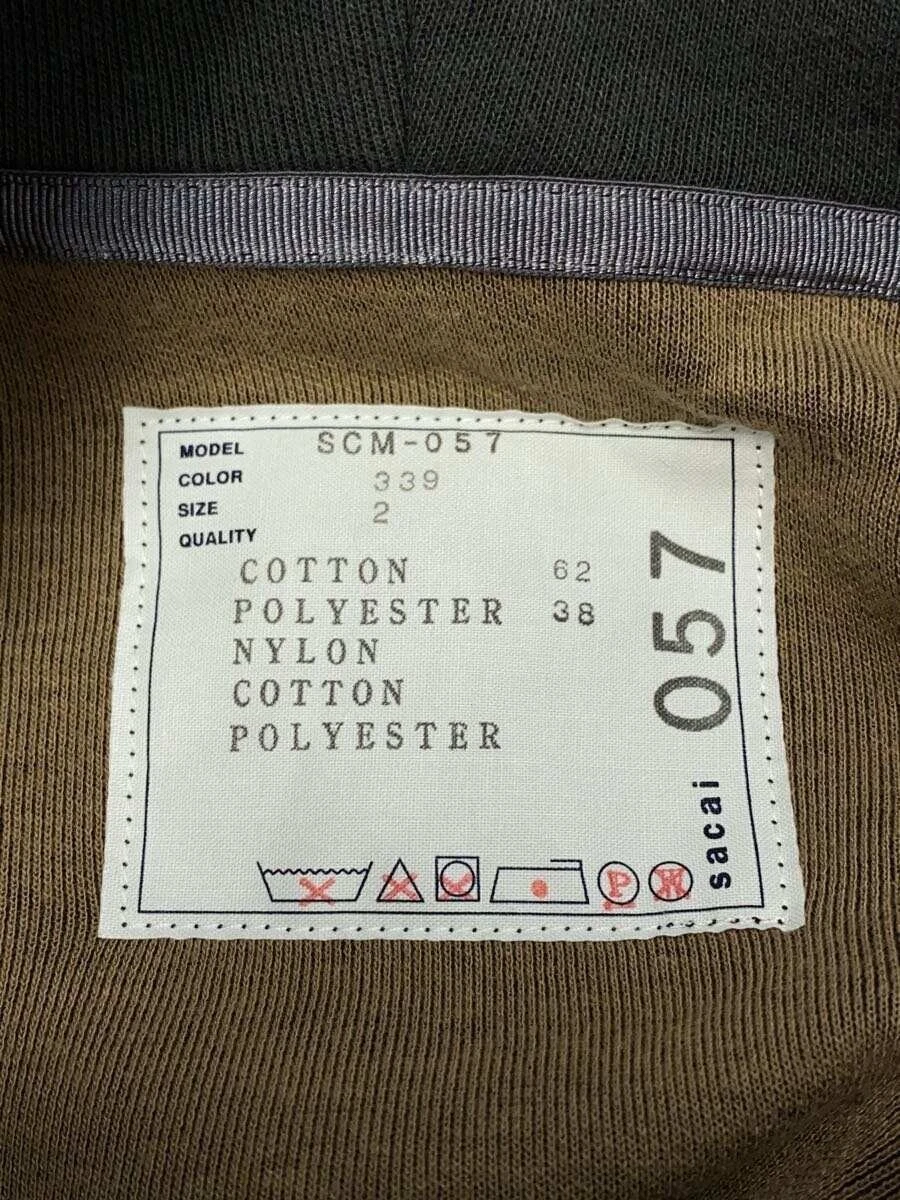 MODEL SCM-057
COLOR 339
SIZE 2
QUALITY
COTTON 62
POLYESTER 38
NYLON
COTTON
POLYESTER
P
W
sacai 057